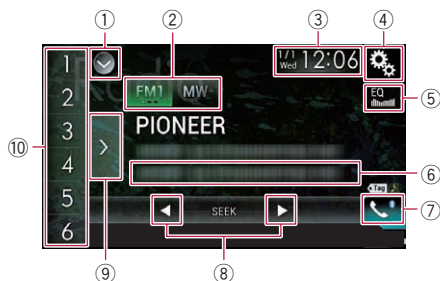 ① ② ③ ④
1 2 3 4 5 6
1/1 Wed 12:06
EQ
⑤
FM1 MW
PIONEER
⑩
⑥
Tag
SEEK
⑦
⑨ ⑧